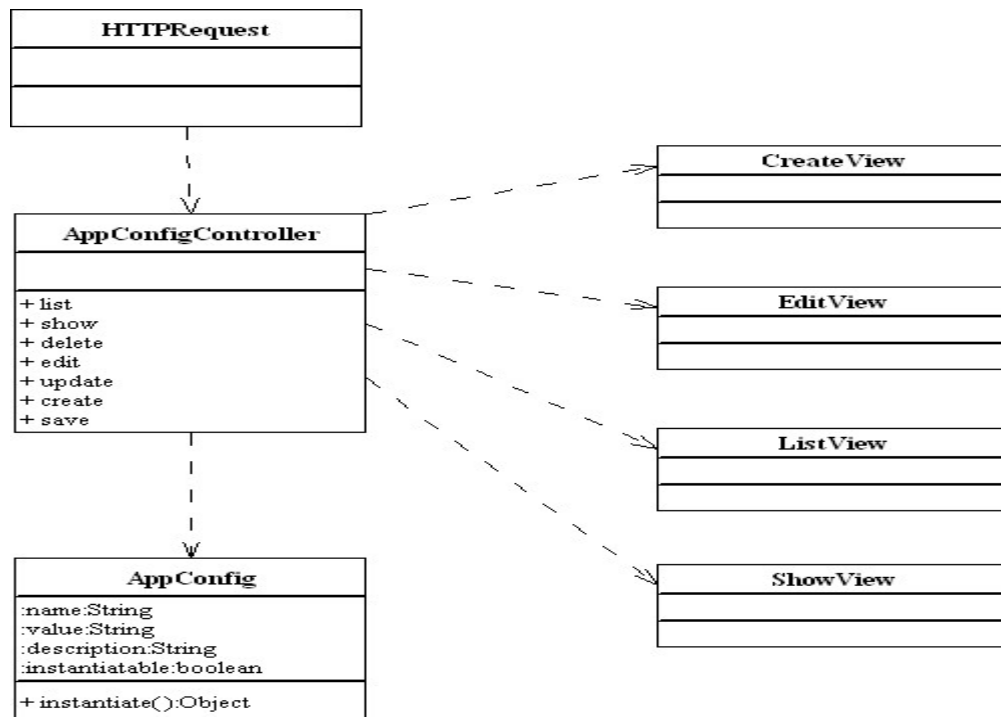 HTTPRequest
AppConfigController
+ list
+ show
+ delete
+ edit
+ update
+ create
+ save
AppConfig
:name:String
:value:String
:description:String
:instantiatable:boolean
+ instantiate():Object
CreateView
EditView
ListView
ShowView